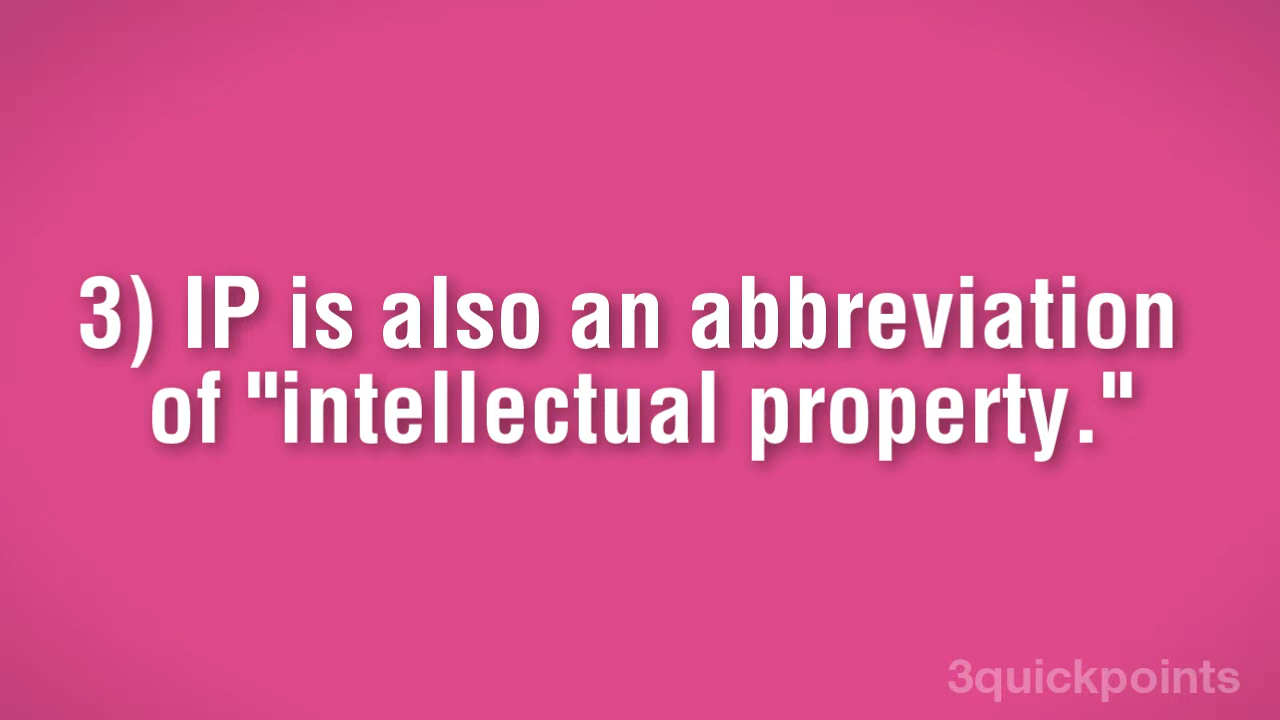 3) IP is also an abbreviation
of "intellectual property."
3quickpoints